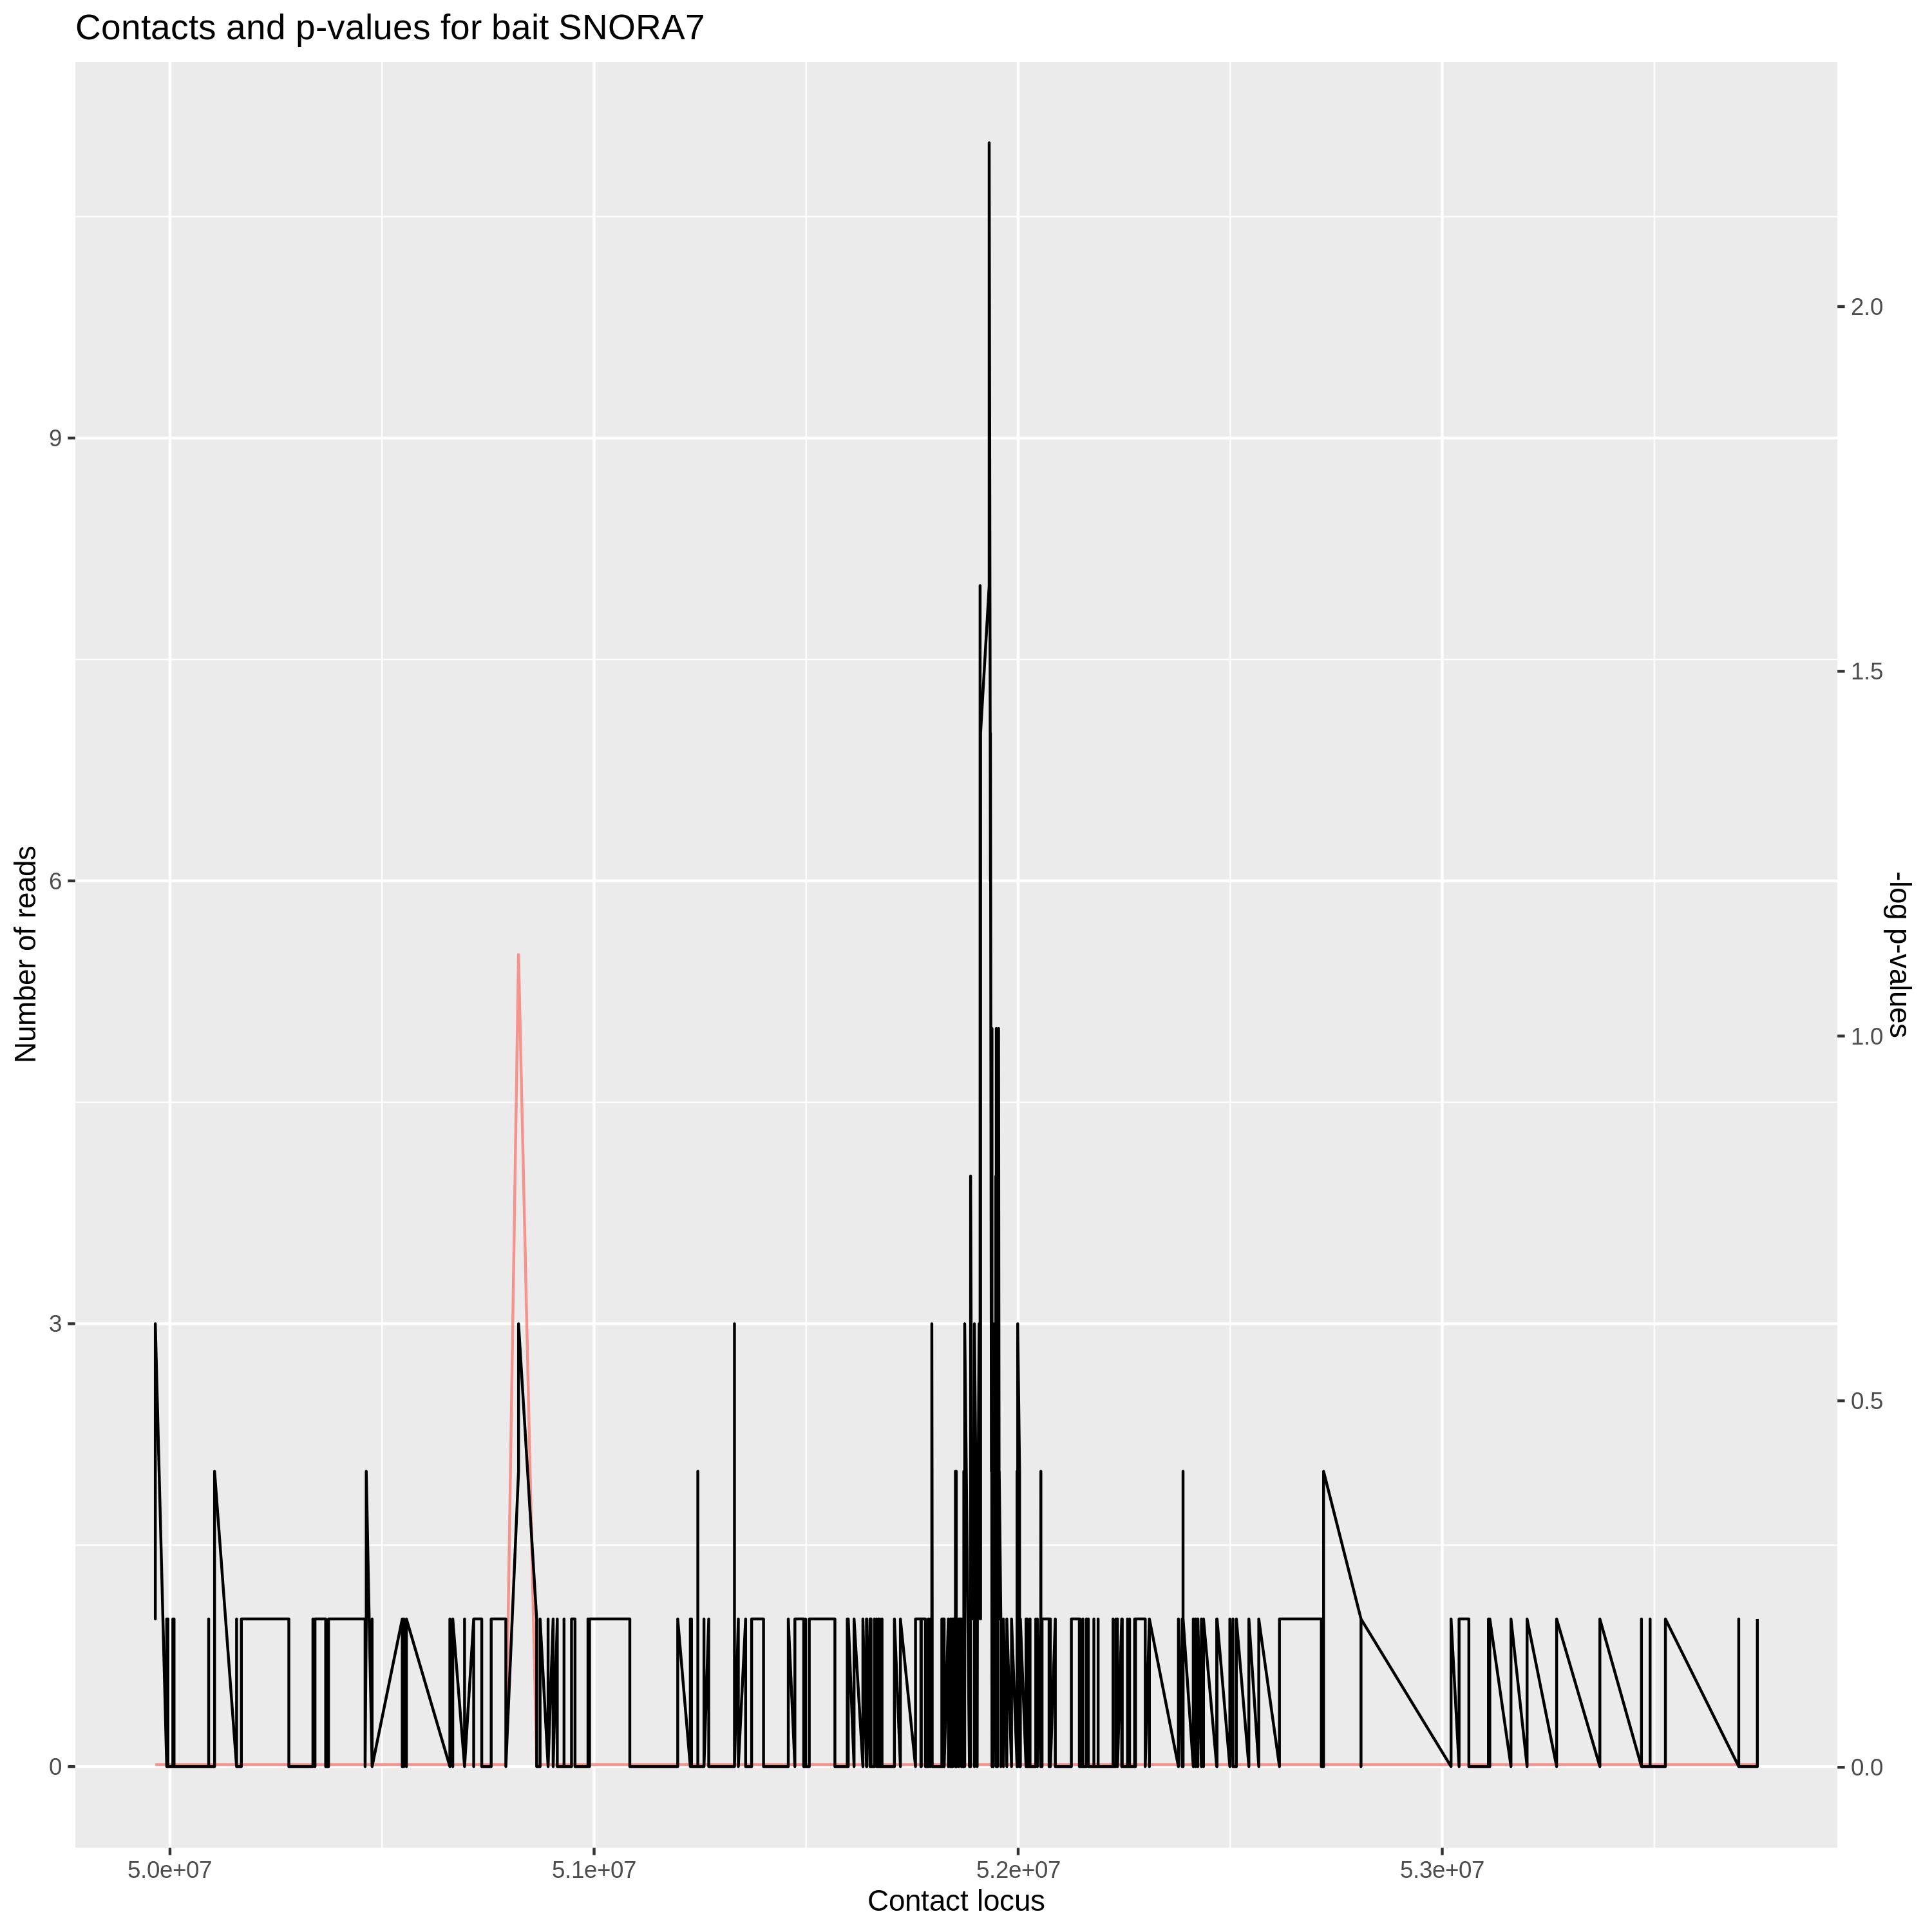 Contacts and p-values for bait SNORA7
9
6
3
0
Number of reads
2.0
1.5
1.0
0.5
0.0
-log p-values
5.0e+07 5.1e+07 5.2e+07 5.3e+07
Contact locus